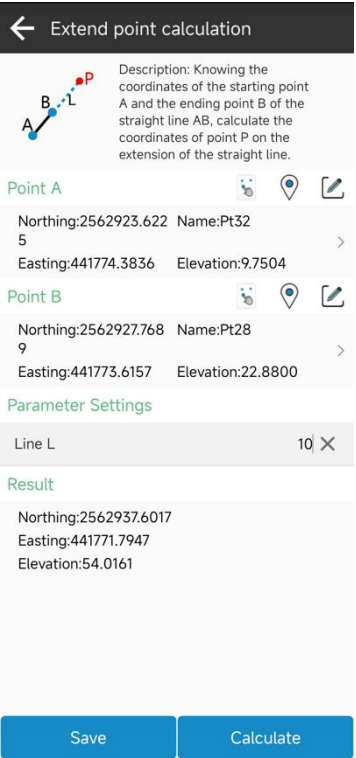 Extend point calculation
Description: Knowing the
coordinates of the starting point
A and the ending point B of the
straight line AB, calculate the
coordinates of point P on the
extension of the straight line.
P
B
L
A
Point A
Northing:2562923.622 Name:Pt32
5
Easting:441774.3836 Elevation:9.7504
Point B
Northing:2562927.768 Name:Pt28
9
Easting:441773.6157 Elevation:22.8800
Parameter Settings
Line L 10
Result
Northing:2562937.6017
Easting:441771.7947
Elevation:54.0161
Save Calculate